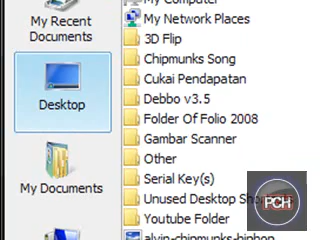 My Recent
Documents
Desktop
My Documents
My Computer
My Network Places
3D Flip
Chipmunks Song
Cukai Pendapatan
Debbo v3.5
Folder Of Folio 2008
Gambar Scanner
Other
Serial Key(s)
Unused Desktop
Youtube Folder
alvin-chipmunks-hiphop
PCH